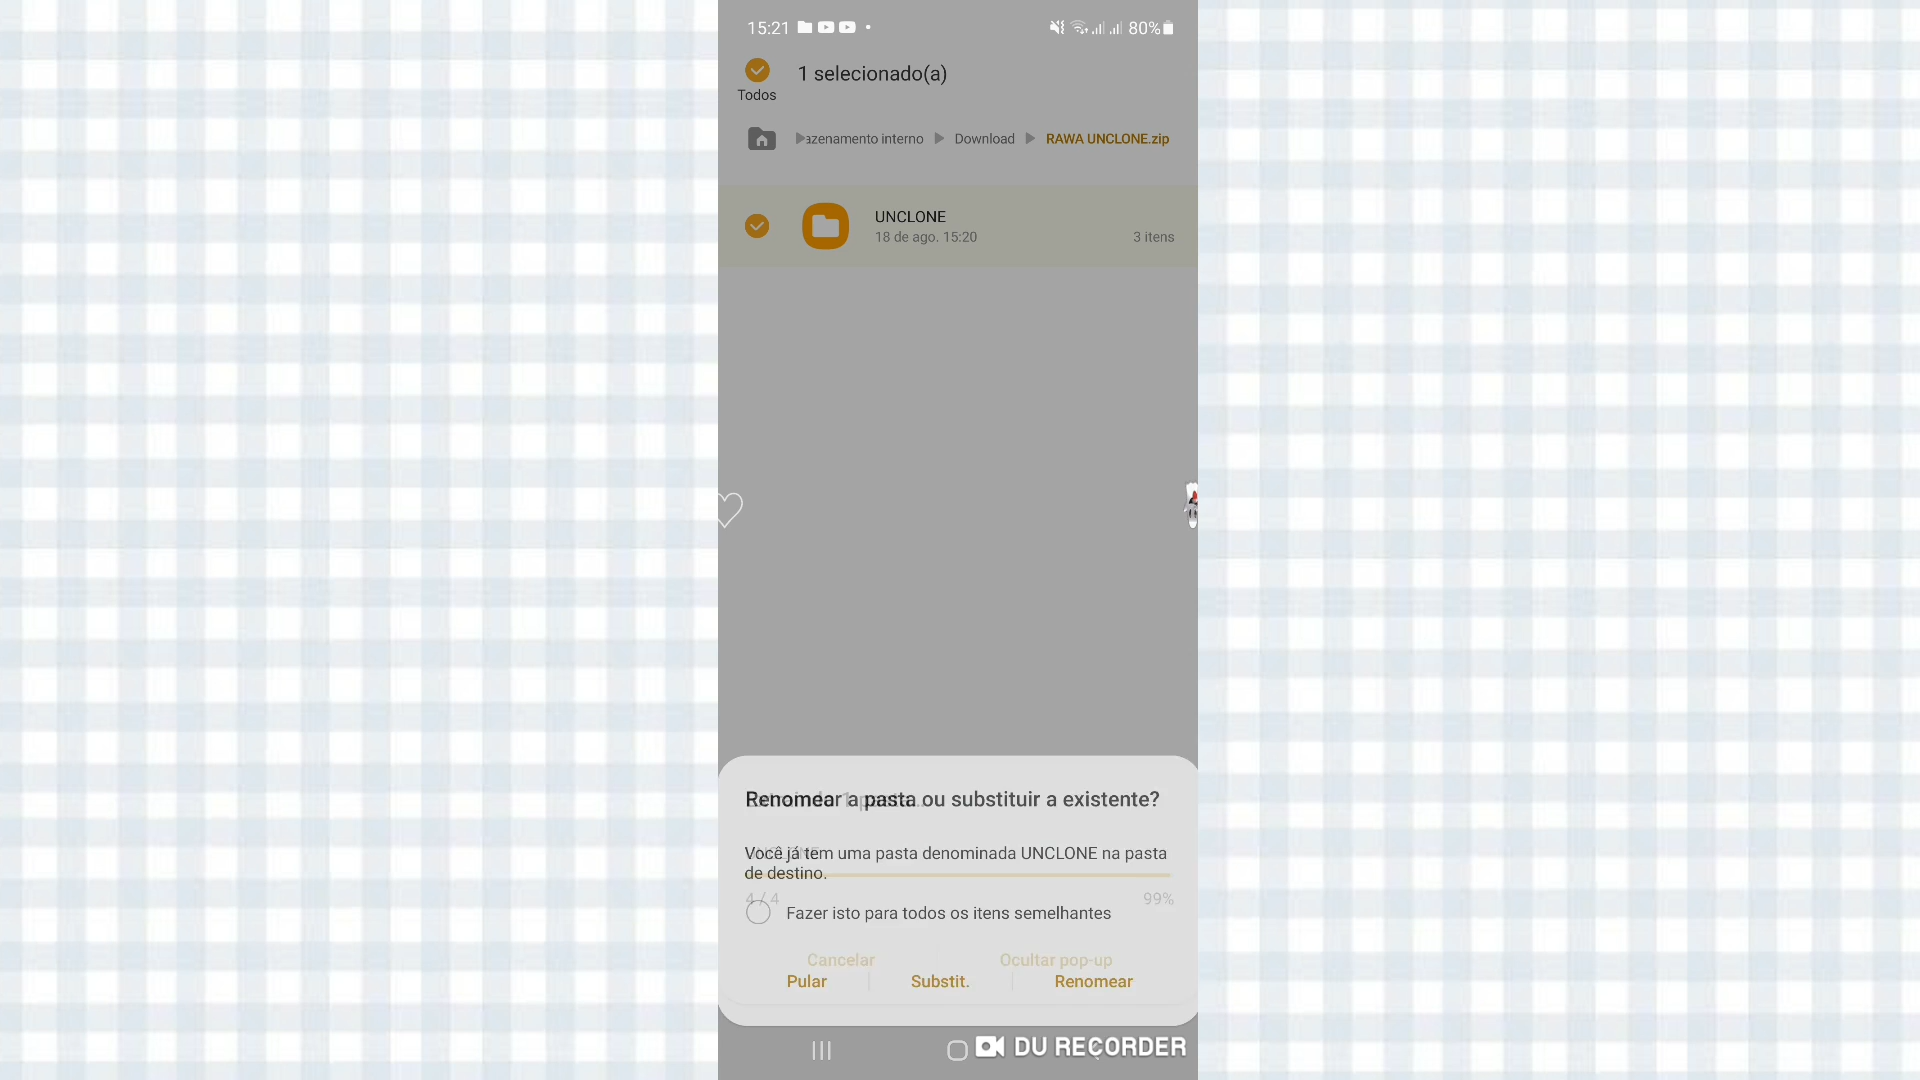 15:21
80%
1 selecionado(a)
Todos
azenamento interno
Download
RAWA UNCLONE.zip
UNCLONE
18 de ago. 15:20
3 itens
Renomear a pasta ou substituir a existente?
Você já tem uma pasta denominada UNCLONE na pasta
de destino.
4 / 4
99%
Fazer isto para todos os itens semelhantes
Cancelar
Ocultar pop-up
Pular
Substit.
Renomear
DU RECORDER